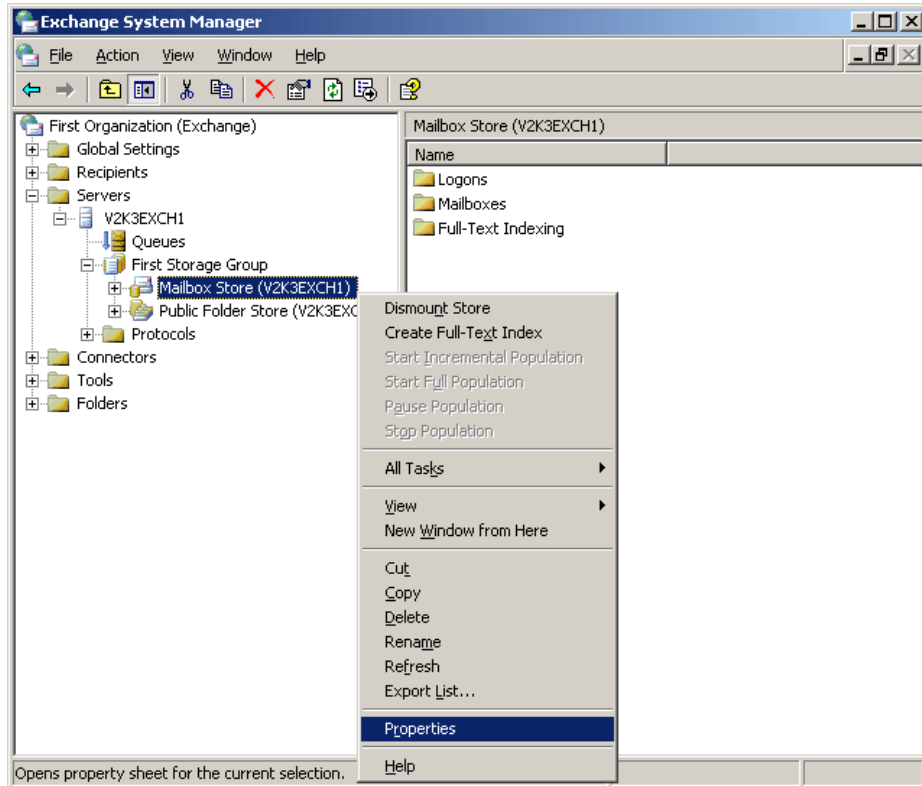 Exchange System Manager
File Action View Window Help
First Organization (Exchange)
Global Settings
Recipients
Servers
V2K3EXCH1
Queues
First Storage Group
Mailbox Store (V2K3EXCH1)
Public Folder Store (V2K3EXC
Protocols
Connectors
Tools
Folders
Mailbox Store (V2K3EXCH1)
Name
Logons
Mailboxes
Full-Text Indexing
Dismount Store
Create Full-Text Index
Start Incremental Population
Start Full Population
Pause Population
Stop Population
All Tasks
View
New Window from Here
Cut
Copy
Delete
Rename
Refresh
Export List...
Properties
Help
Opens property sheet for the current selection.